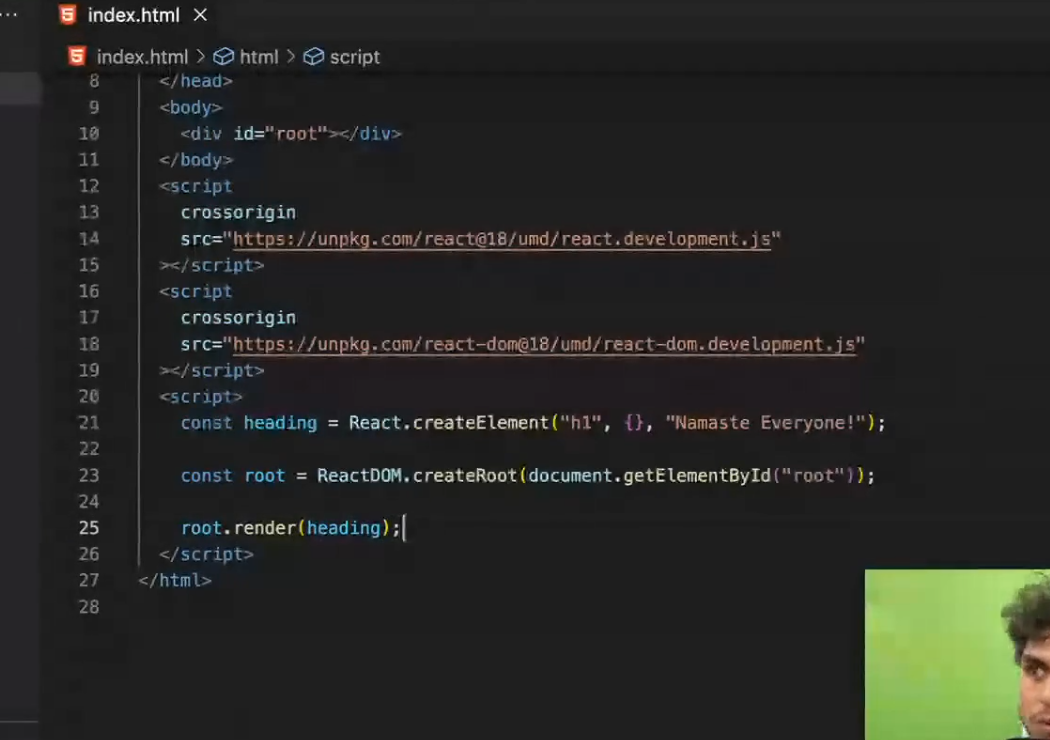 index.html
index.html > html > script
8 </head>
9 <body>
10 <div id="root"></div>
11 </body>
12 <script
13 crossorigin
14 src="https://unpkg.com/react@18/umd/react.development.js"
15 ></script>
16 <script
17 crossorigin
18 src="https://unpkg.com/react-dom@18/umd/react-dom.development.js"
19 ></script>
20 <script>
21 const heading = React.createElement("h1", {}, "Namaste Everyone!");
22
23 const root = ReactDOM.createRoot(document.getElementById("root"));
24
25 root.render(heading);
26 </script>
27 </html>
28